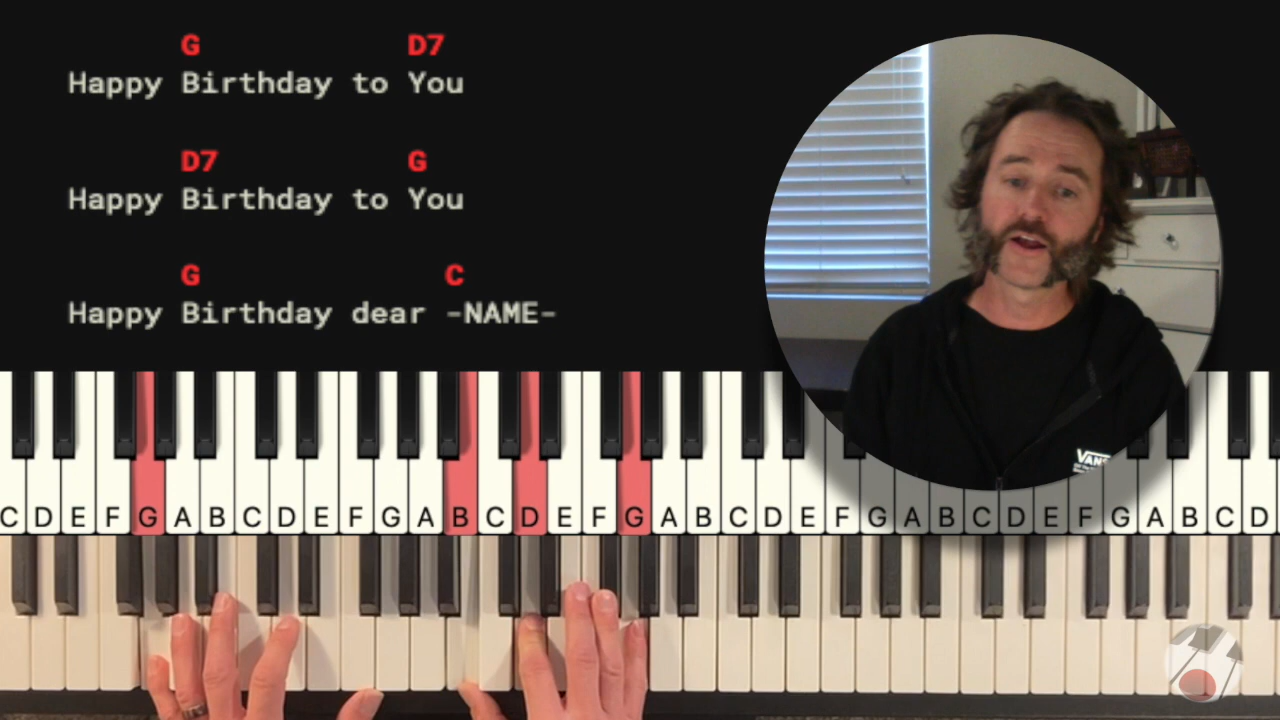 G D7
Happy Birthday to You
D7 G
Happy Birthday to You
G C
Happy Birthday dear -NAME-
VANS
C D E F G A B C D E F G A B C D E F G A B C D E F G A B C D E F G A B C D